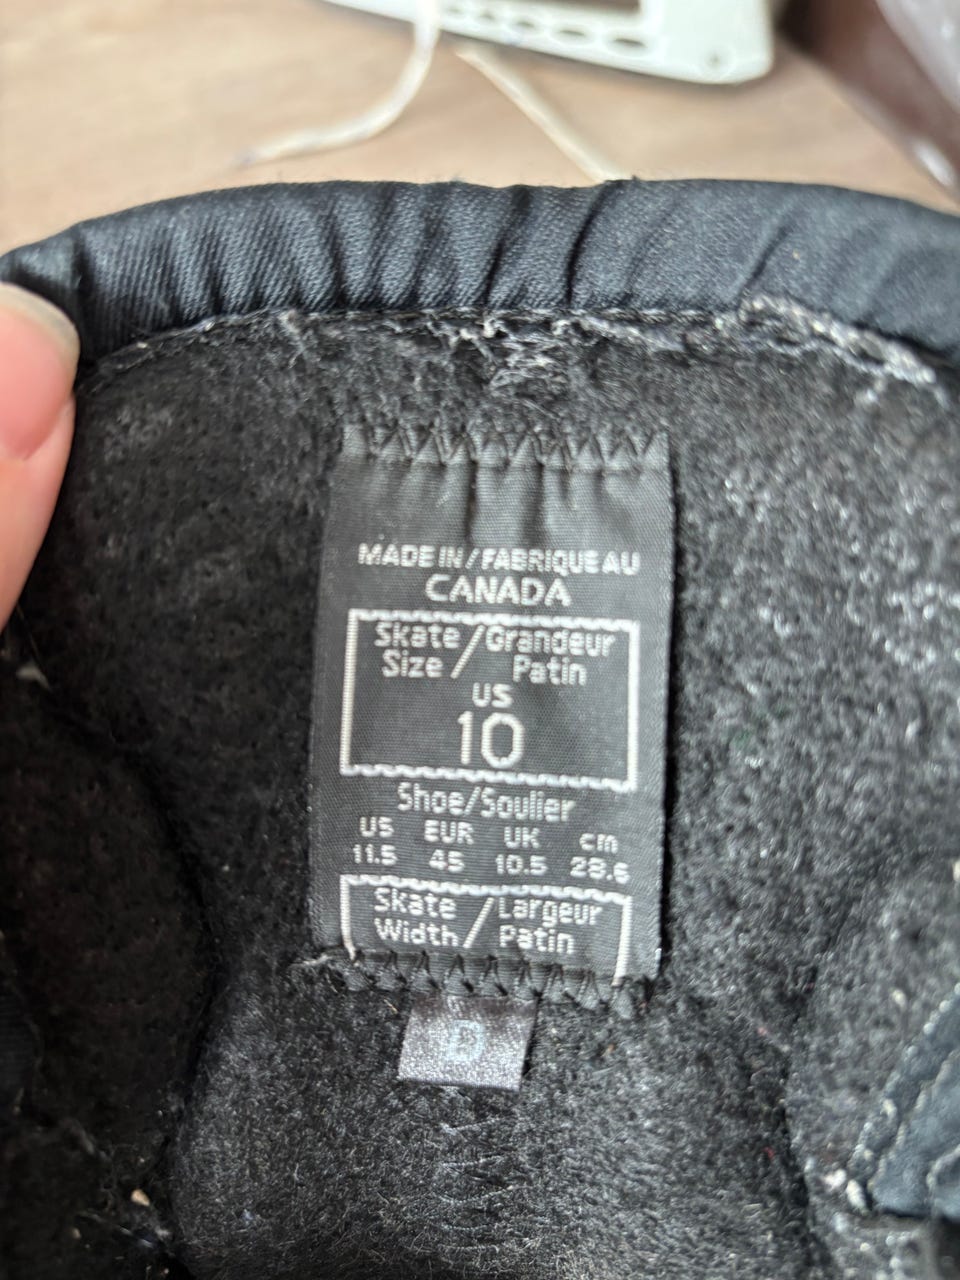 MADE IN / FABRIQUE AU
CANADA
Skate / Grandeur
Size / Patin
US
10
Shoe/Soulier
US EUR UK cm
11.5 45 10.5 28.6
Skate / Largeur
Width / Patin
D